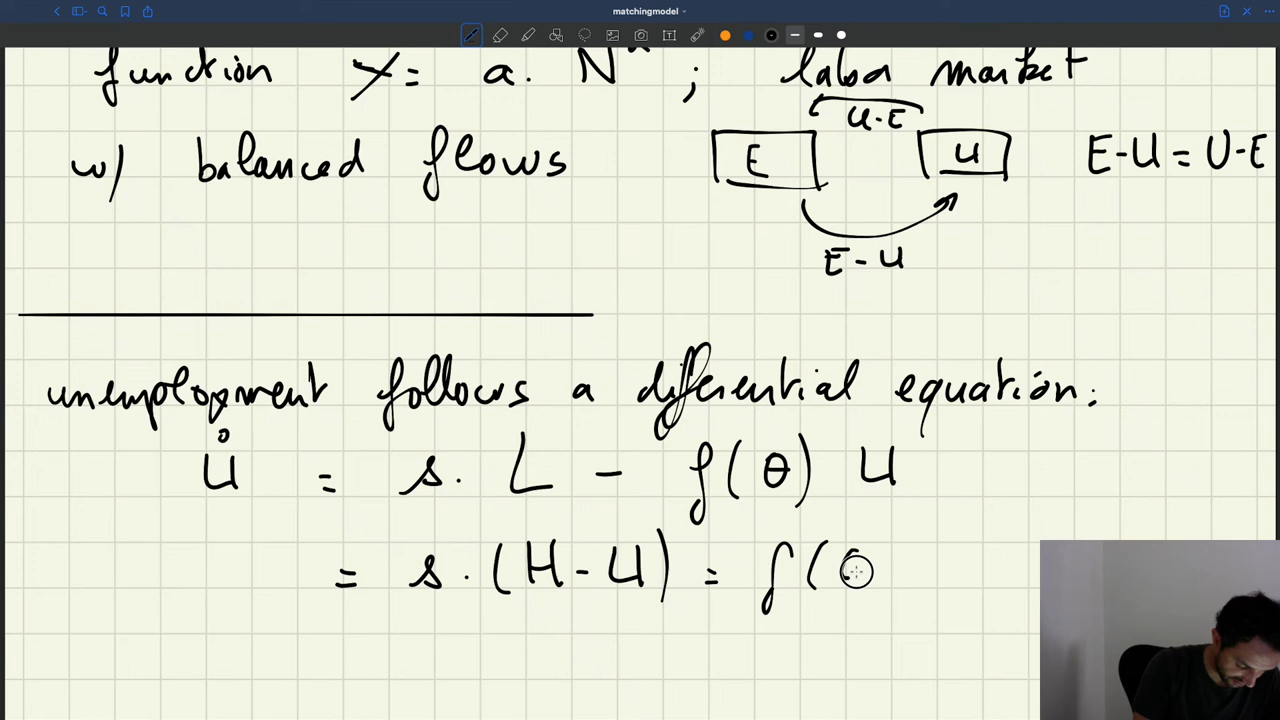 matchingmodel
function Y = a. N^α ; labor market
U-E
w/ balanced flows E U E-U = U-E
E-U
unemployment follows a differential equation:
U̇ = s. L - f(θ) U
= s. (H-U) = f(